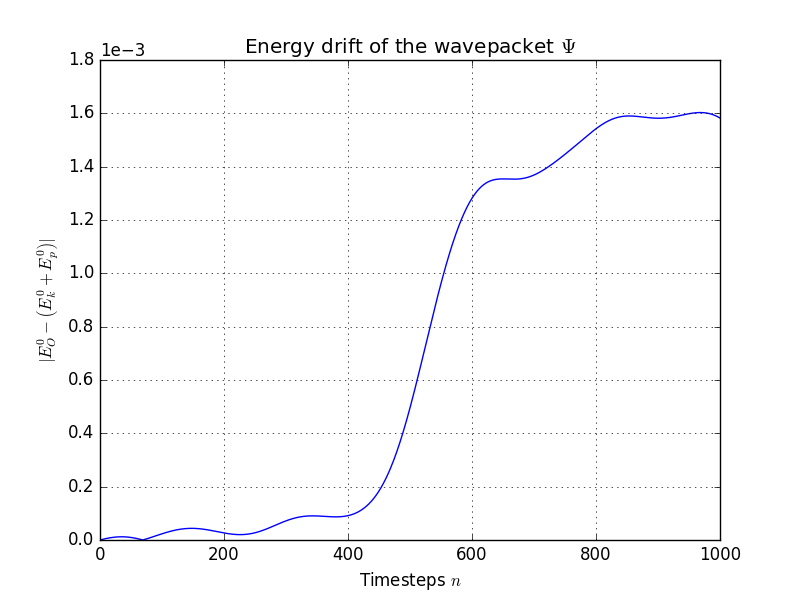 Energy drift of the wavepacket Ψ
1e−3
1.8
1.6
1.4
1.2
1.0
0.8
0.6
0.4
0.2
0.0
|E_O^0 − (E_k^0 + E_p^0)|
0 200 400 600 800 1000
Timesteps n